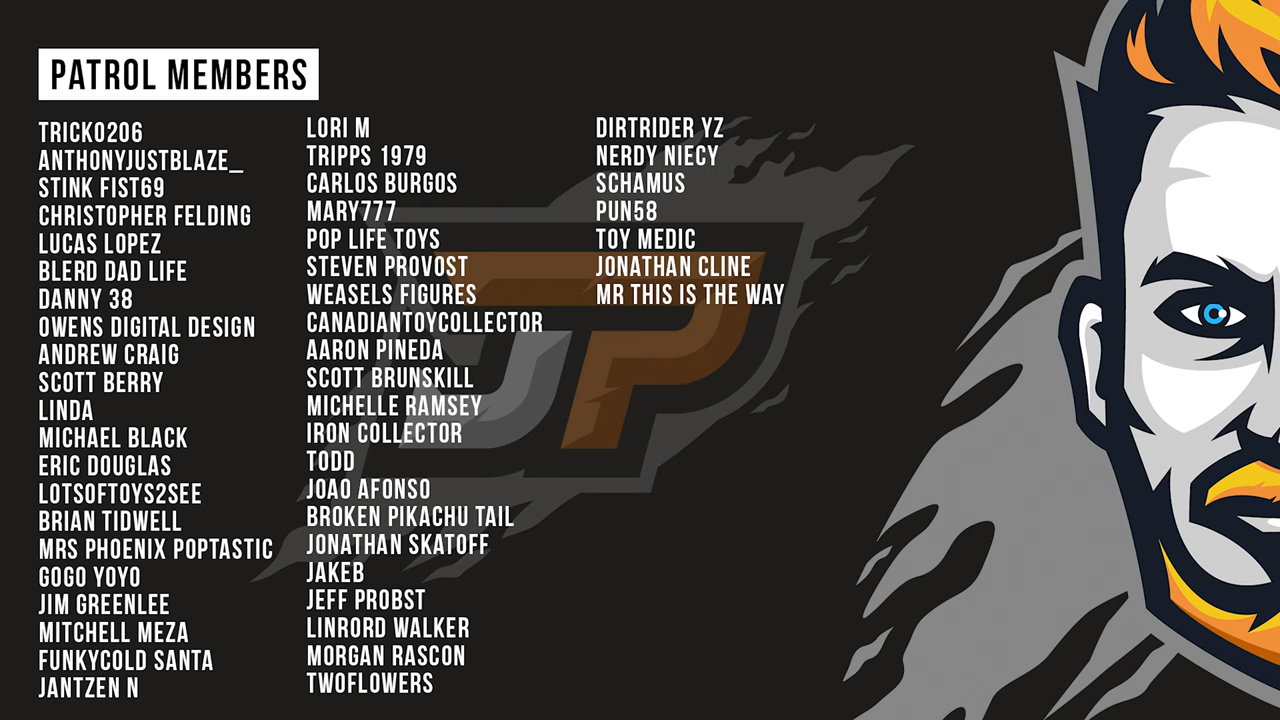 PATROL MEMBERS
TRICKO206
ANTHONYJUSTBLAZE_
STINK FIST69
CHRISTOPHER FELDING
LUCAS LOPEZ
BLERD DAD LIFE
DANNY 38
OWENS DIGITAL DESIGN
ANDREW CRAIG
SCOTT BERRY
LINDA
MICHAEL BLACK
ERIC DOUGLAS
LOTSOFTOYS2SEE
BRIAN TIDWELL
MRS PHOENIX POPTASTIC
GOGO YOYO
JIM GREENLEE
MITCHELL MEZA
FUNKYCOLD SANTA
JANTZEN N
LORI M
TRIPPS 1979
CARLOS BURGOS
MARY777
POP LIFE TOYS
STEVEN PROVOST
WEASELS FIGURES
CANADIANTOYCOLLECTOR
AARON PINEDA
SCOTT BRUNSKILL
MICHELLE RAMSEY
IRON COLLECTOR
TODD
JOAO AFONSO
BROKEN PIKACHU TAIL
JONATHAN SKATOFF
JAKEB
JEFF PROBST
LINRORD WALKER
MORGAN RASCON
TWOFLOWERS
DIRTRIDER YZ
NERDY NIECY
SCHAMUS
PUN58
TOY MEDIC
JONATHAN CLINE
MR THIS IS THE WAY
JP